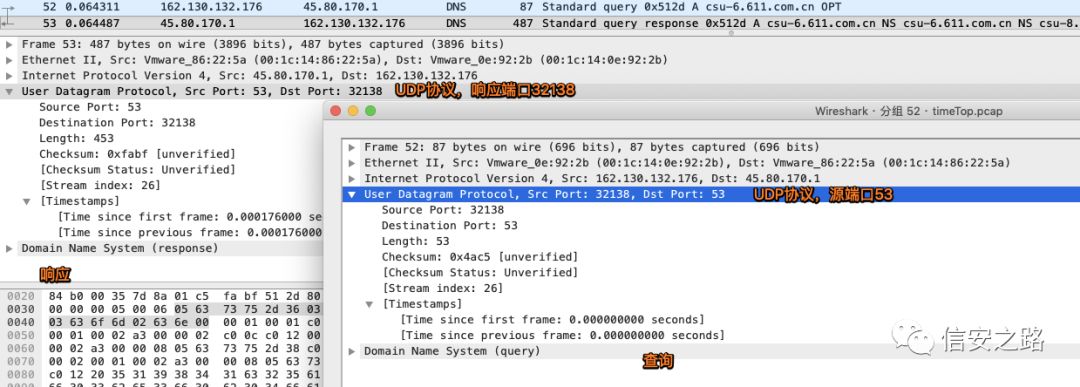 52 0.064311 162.130.132.176 45.80.170.1 DNS 87 Standard query 0x512d A csu-6.611.com.cn OPT
53 0.064487 45.80.170.1 162.130.132.176 DNS 487 Standard query response 0x512d A csu-6.611.com.cn NS csu-6.611.com.cn NS csu-8.
Frame 53: 487 bytes on wire (3896 bits), 487 bytes captured (3896 bits)
Ethernet II, Src: Vmware_86:22:5a (00:1c:14:86:22:5a), Dst: Vmware_0e:92:2b (00:1c:14:0e:92:2b)
Internet Protocol Version 4, Src: 45.80.170.1, Dst: 162.130.132.176
User Datagram Protocol, Src Port: 53, Dst Port: 32138 UDP协议，响应端口32138
Source Port: 53
Destination Port: 32138
Length: 453
Checksum: 0xfabf [unverified]
[Checksum Status: Unverified]
[Stream index: 26]
[Timestamps]
[Time since first frame: 0.000176000
[Time since previous frame: 0.000176000
Domain Name System (response)
响应
0020 84 b0 00 35 7d 8a 01 c5 fa bf 51 2d 80
0030 00 00 00 05 00 06 05 63 73 75 2d 36 03
0040 03 63 6f 6d 02 63 6e 00 00 01 00 01 c0
0050 00 01 00 02 a3 00 00 02 c0 0c c0 12 00
0060 00 02 a3 00 00 08 05 63 73 75 2d 38 c0
0070 00 02 00 01 00 02 a3 00 00 08 05 63 73
0080 c0 12 20 35 31 39 38 34 31 63 32 35 61
Wireshark · 分组 52 · timeTop.pcap
Frame 52: 87 bytes on wire (696 bits), 87 bytes captured (696 bits)
Ethernet II, Src: Vmware_0e:92:2b (00:1c:14:0e:92:2b), Dst: Vmware_86:22:5a (00:1c:14:86:22:5a)
Internet Protocol Version 4, Src: 162.130.132.176, Dst: 45.80.170.1
User Datagram Protocol, Src Port: 32138, Dst Port: 53 UDP协议，源端口53
Source Port: 32138
Destination Port: 53
Length: 53
Checksum: 0x4ac5 [unverified]
[Checksum Status: Unverified]
[Stream index: 26]
[Timestamps]
[Time since first frame: 0.000000000 seconds]
[Time since previous frame: 0.000000000 seconds]
Domain Name System (query)
查询
信安之路